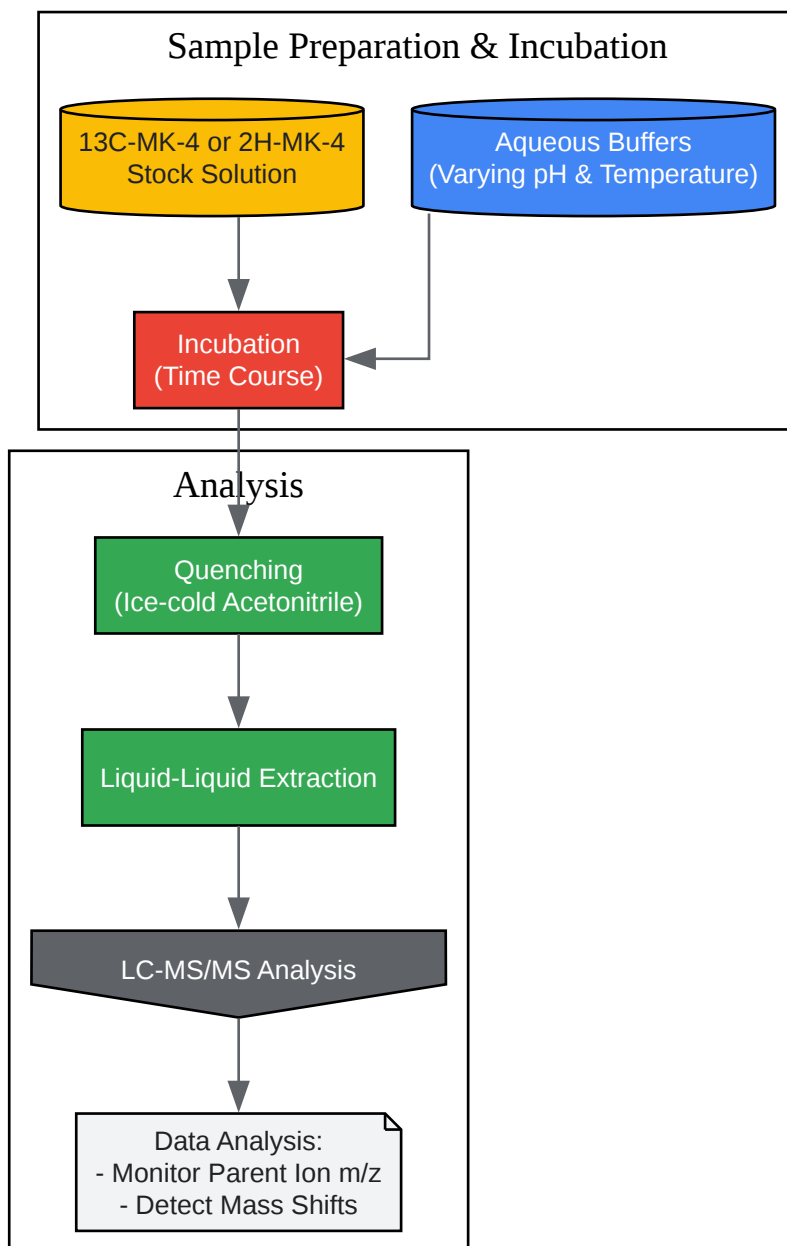 Sample Preparation & Incubation
13C-MK-4 or 2H-MK-4
Stock Solution
Aqueous Buffers
(Varying pH & Temperature)
Incubation
(Time Course)
Analysis
Quenching
(Ice-cold Acetonitrile)
Liquid-Liquid Extraction
LC-MS/MS Analysis
Data Analysis:
- Monitor Parent Ion m/z
- Detect Mass Shifts